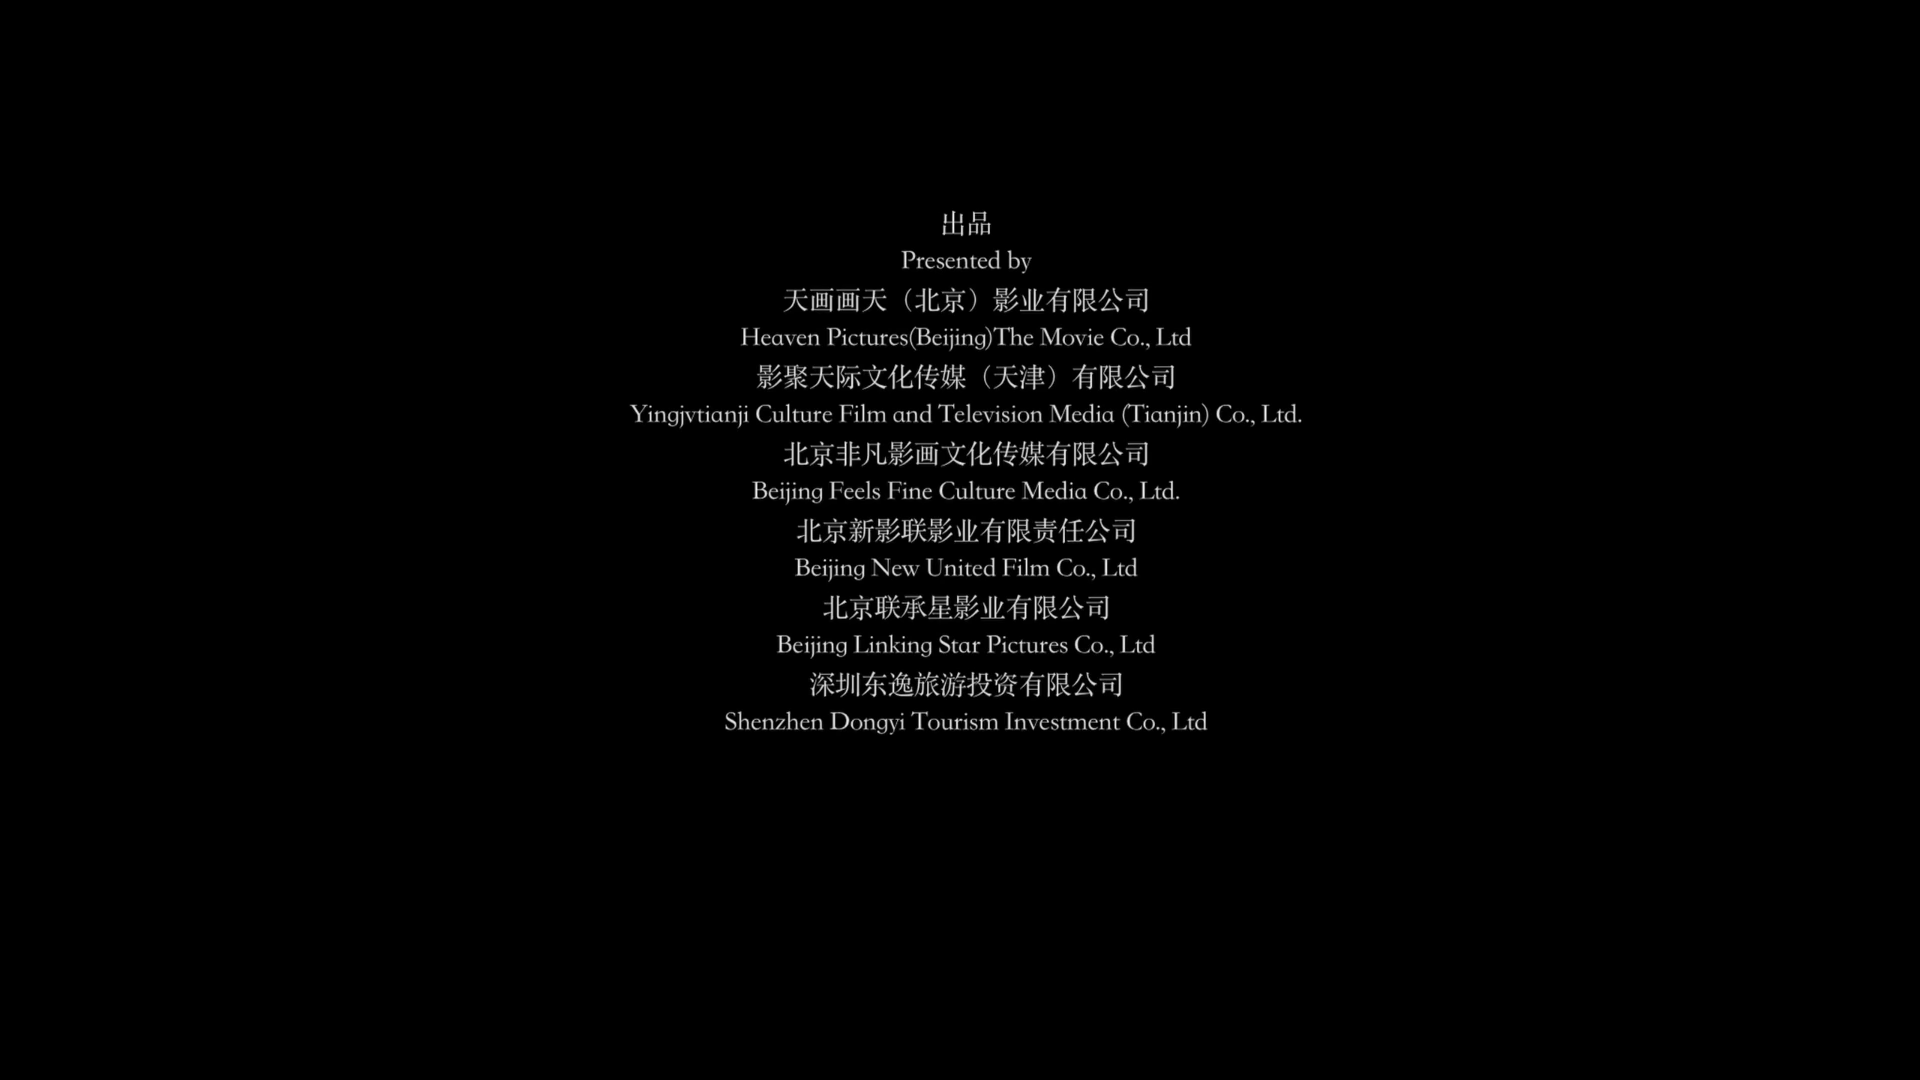 出品
Presented by
天画画天（北京）影业有限公司
Heaven Pictures(Beijing)The Movie Co., Ltd
影聚天际文化传媒（天津）有限公司
Yingjvtianji Culture Film and Television Media (Tianjin) Co., Ltd.
北京非凡影画文化传媒有限公司
Beijing Feels Fine Culture Media Co., Ltd.
北京新影联影业有限责任公司
Beijing New United Film Co., Ltd
北京联承星影业有限公司
Beijing Linking Star Pictures Co., Ltd
深圳东逸旅游投资有限公司
Shenzhen Dongyi Tourism Investment Co., Ltd